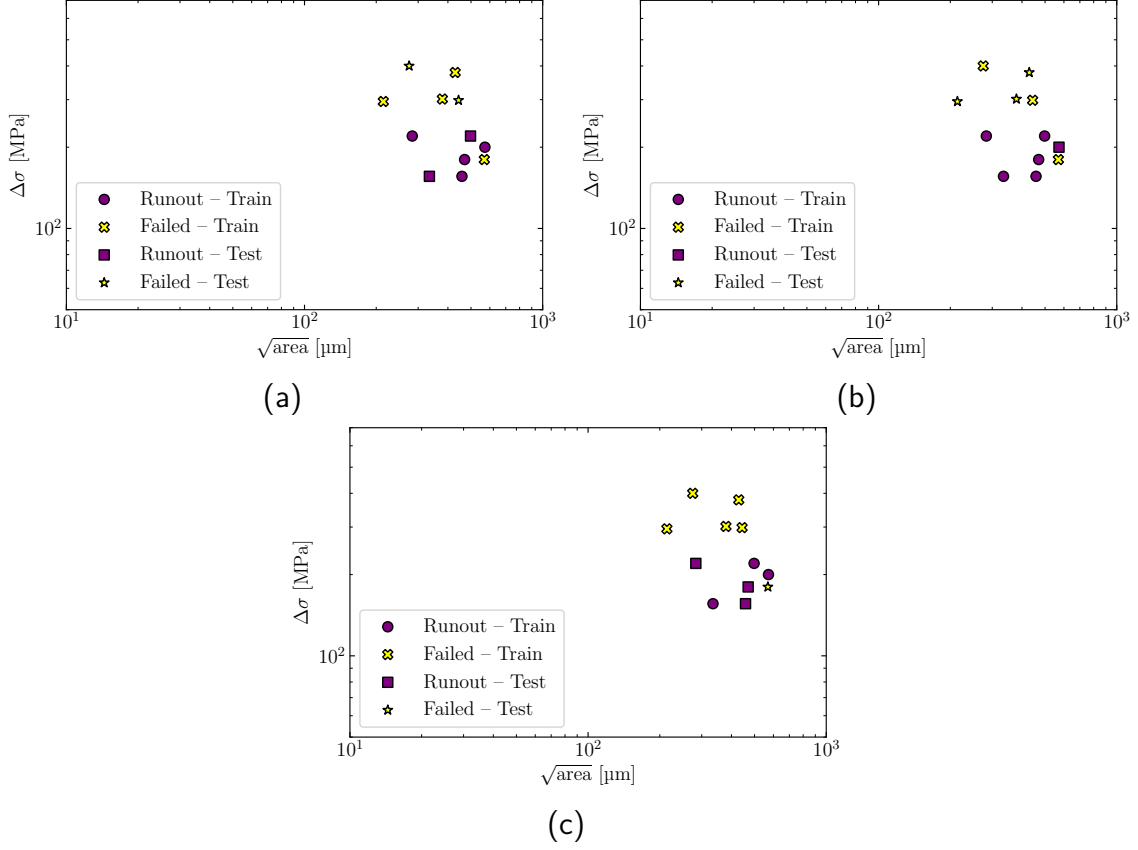 Δσ [MPa]
10²
Runout – Train
Failed – Train
Runout – Test
Failed – Test
10¹ 10² 10³
√area [µm]
(a)
Δσ [MPa]
10²
Runout – Train
Failed – Train
Runout – Test
Failed – Test
10¹ 10² 10³
√area [µm]
(b)
Δσ [MPa]
10²
Runout – Train
Failed – Train
Runout – Test
Failed – Test
10¹ 10² 10³
√area [µm]
(c)